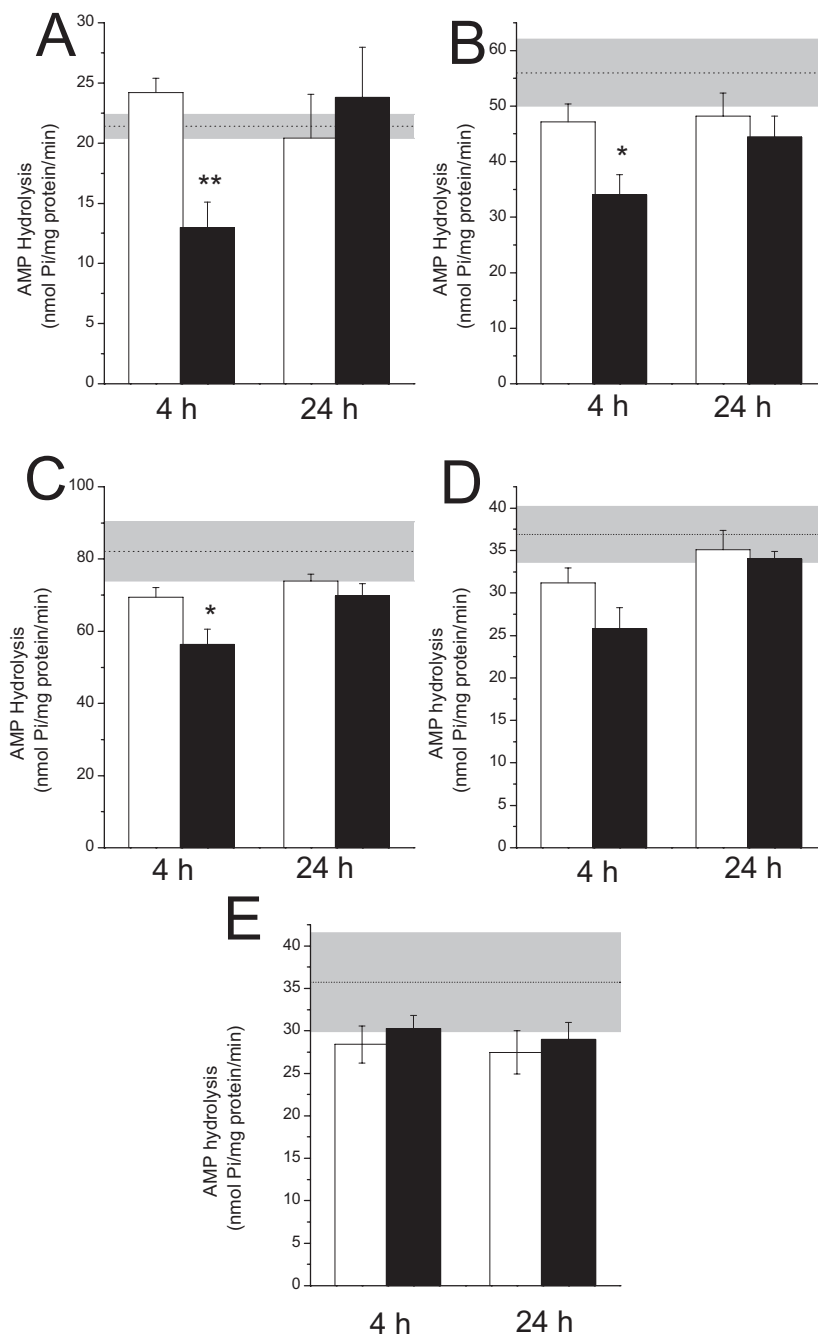 A
AMP Hydrolysis
(nmol Pi/mg protein/min)
30
25
20
15
10
5
0
**
4 h
24 h
B
AMP Hydrolysis
(nmol Pi/mg protein/min)
60
50
40
30
20
10
0
*
4 h
24 h
C
AMP Hydrolysis
(nmol Pi/mg protein/min)
100
80
60
40
20
0
*
4 h
24 h
D
AMP hydrolysis
(nmol Pi/mg protein/min)
40
35
30
25
20
15
10
5
0
4 h
24 h
E
AMP hydrolysis
(nmol Pi/mg protein/min)
40
35
30
25
20
15
10
5
0
4 h
24 h